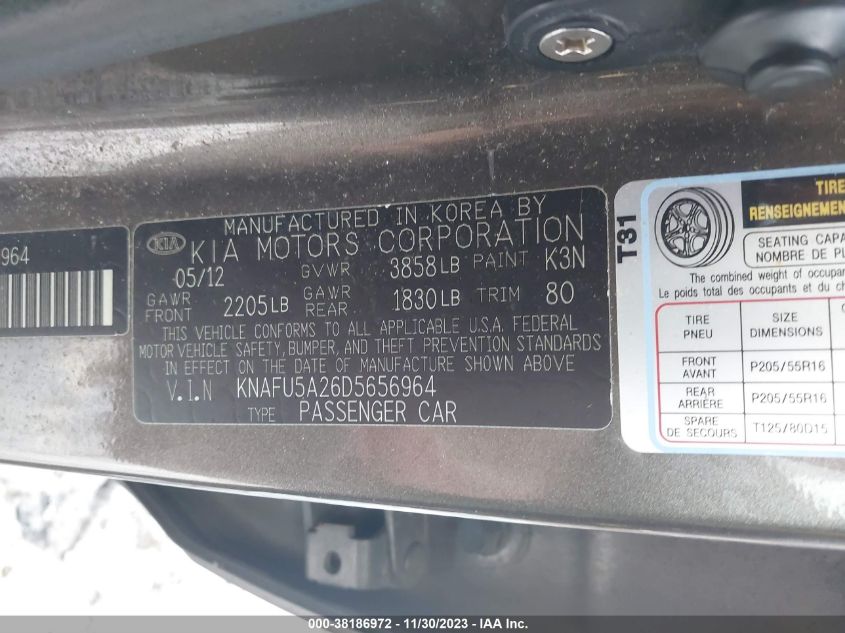 964
MANUFACTURED IN KOREA BY
KIA KIA MOTORS CORPORATION
05/12 GVWR 3858LB PAINT K3N
GAWR FRONT 2205LB GAWR REAR 1830LB TRIM 80
THIS VEHICLE CONFORMS TO ALL APPLICABLE U.S.A. FEDERAL
MOTOR VEHICLE SAFETY, BUMPER, AND THEFT PREVENTION STANDARDS
IN EFFECT ON THE DATE OF MANUFACTURE SHOWN ABOVE
V.I.N KNAFU5A26D5656964
TYPE: PASSENGER CAR
T31
TIRE
RENSEIGNEMEN
SEATING CAPA
NOMBRE DE PL
The combined weight of occupa
Le poids total des occupants et du ch
TIRE
PNEU
SIZE
DIMENSIONS
FRONT
AVANT
P205/55R16
REAR
ARRIÈRE
P205/55R16
SPARE
DE SECOURS
T125/80D15
000-38186972 - 11/30/2023 - IAAI, Inc.